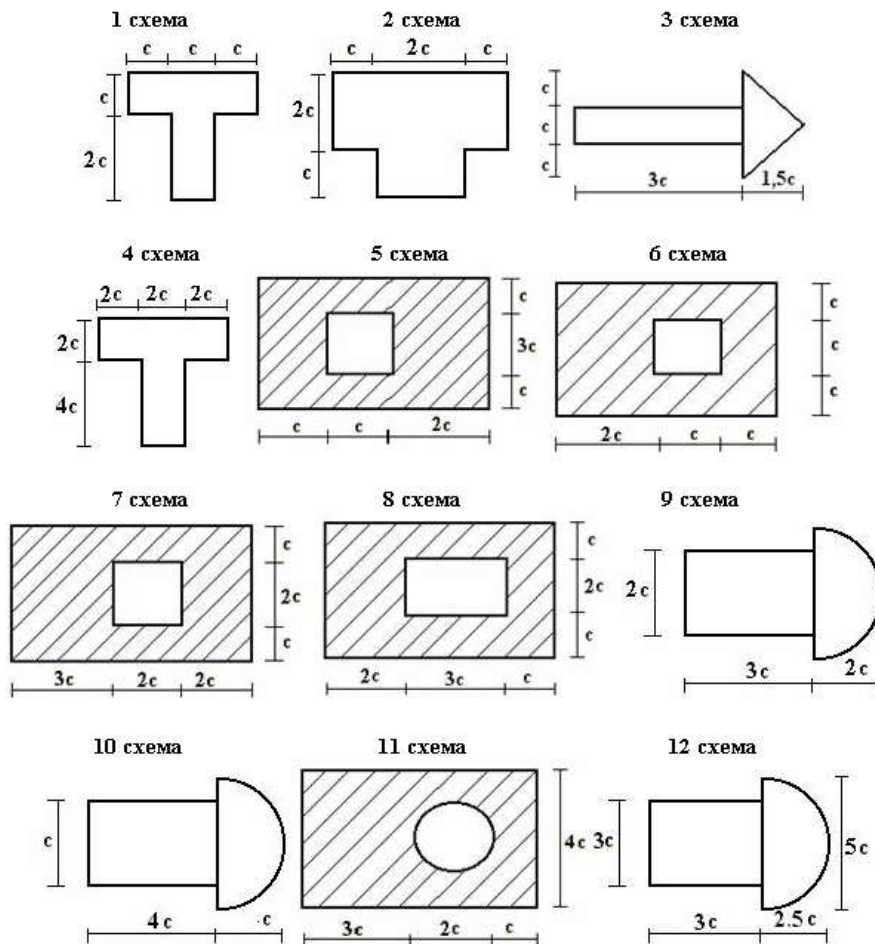 1 схема 2 схема 3 схема
c c c c 2c c
c 2c c 2c c c c
3c 1,5c
4 схема 5 схема 6 схема
2c 2c 2c
2c 4c c 3c c c c c
c c 2c 2c c c
7 схема 8 схема 9 схема
c 2c c c 2c c 2c
3c 2c 2c 2c 3c c 3c 2c
10 схема 11 схема 12 схема
c 4c 3c 5c
4c c 3c 2c c 3c 2.5c